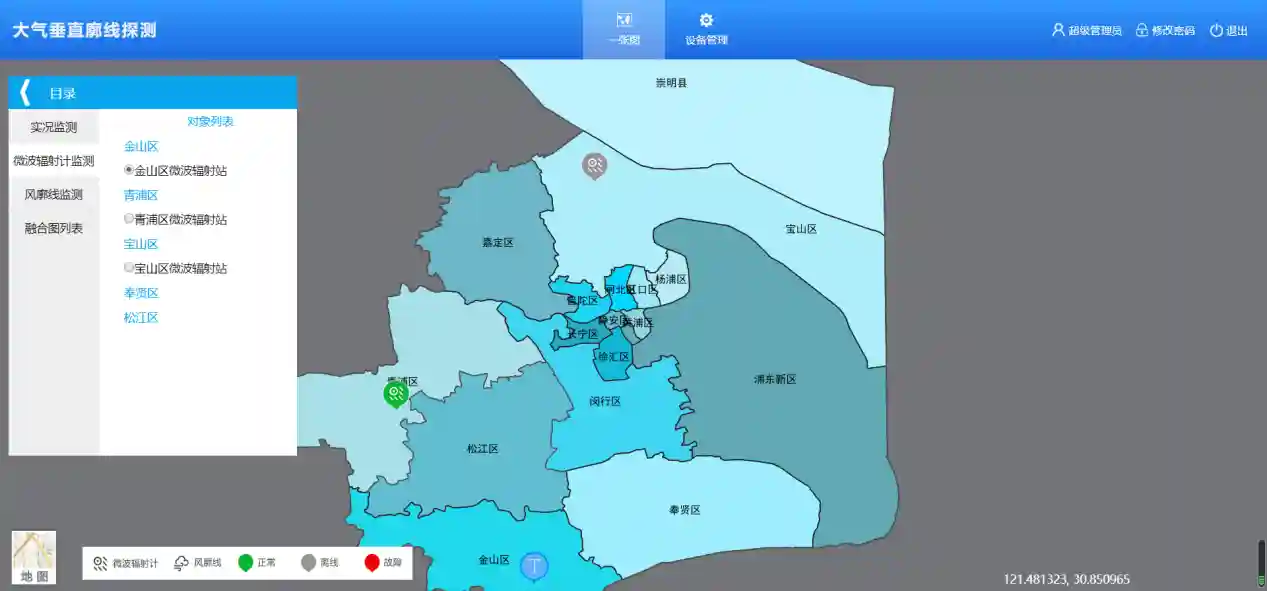 大气垂直廓线探测
一张图
设备管理
超级管理员
修改密码
退出
目录
实况监测
微波辐射计监测
风廓线监测
融合图列表
对象列表
金山区
金山区微波辐射站
青浦区
青浦区微波辐射站
宝山区
宝山区微波辐射站
奉贤区
松江区
崇明县
宝山区
嘉定区
杨浦区
虹口区
闸北区
普陀区
静安区
黄浦区
长宁区
徐汇区
浦东新区
青浦区
闵行区
松江区
奉贤区
金山区
地图
微波辐射计
风廓线
正常
离线
故障
121.481323, 30.850965